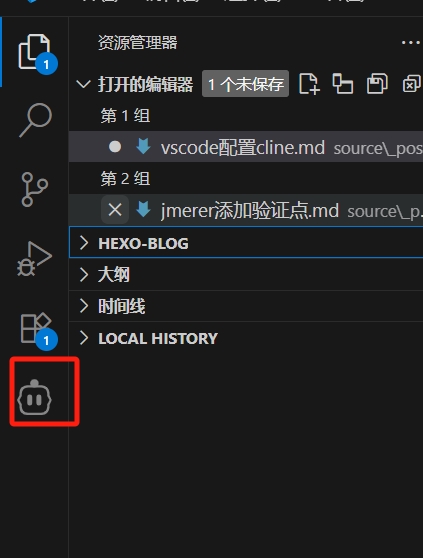 资源管理器
打开的编辑器 1 个未保存
第 1 组
vscode配置cline.md source\_pos
第 2 组
jmerer添加验证点.md source\_p.
HEXO-BLOG
大纲
时间线
LOCAL HISTORY
1
1